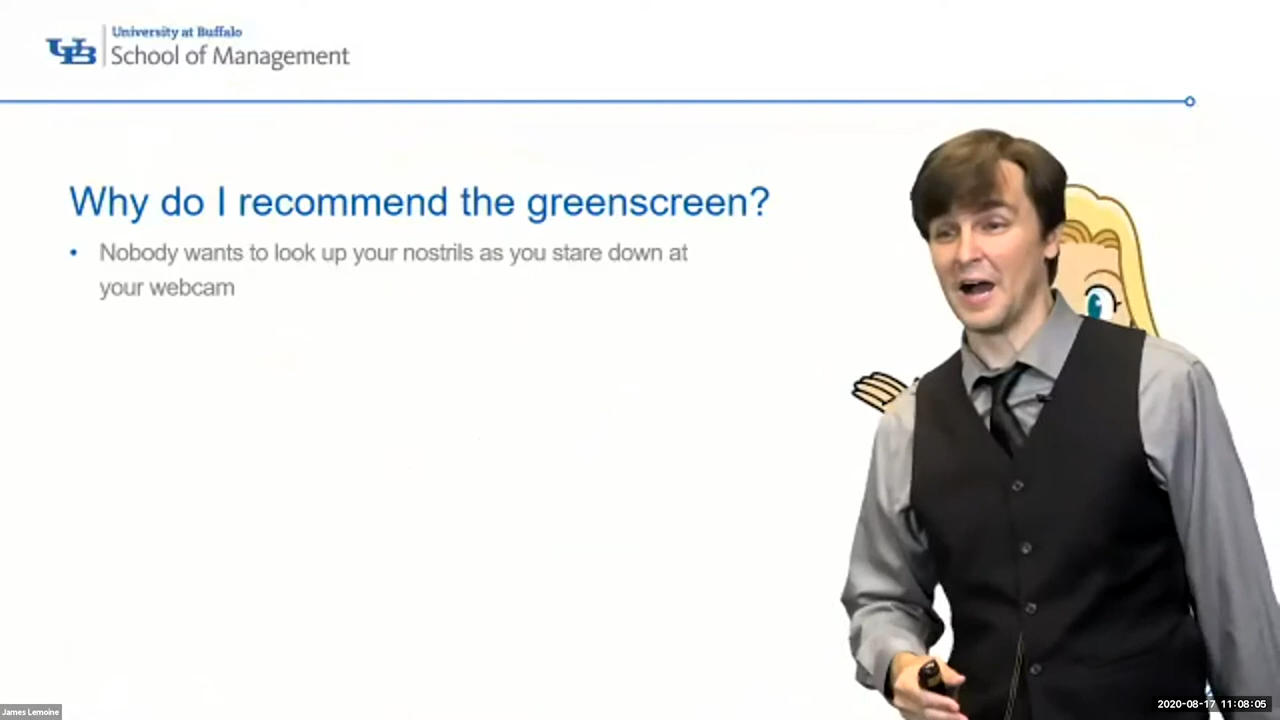 University at Buffalo
School of Management
Why do I recommend the greenscreen?
• Nobody wants to look up your nostrils as you stare down at
your webcam
James Lemoine
2020-08-17 11:08:05